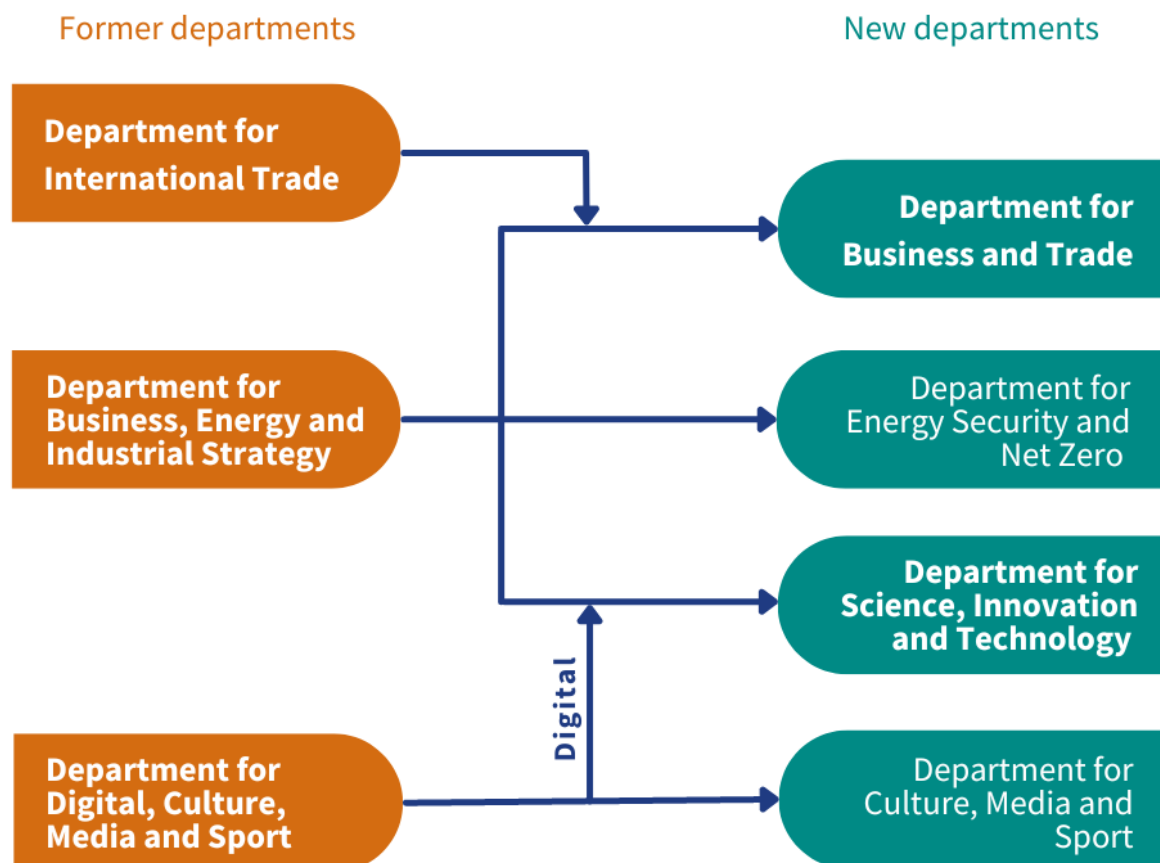 Former departments
New departments
Department for
International Trade
Department for
Business and Trade
Department for
Business, Energy and
Industrial Strategy
Department for
Energy Security and
Net Zero
Department for
Science, Innovation
and Technology
Digital
Department for
Digital, Culture,
Media and Sport
Department for
Culture, Media and
Sport